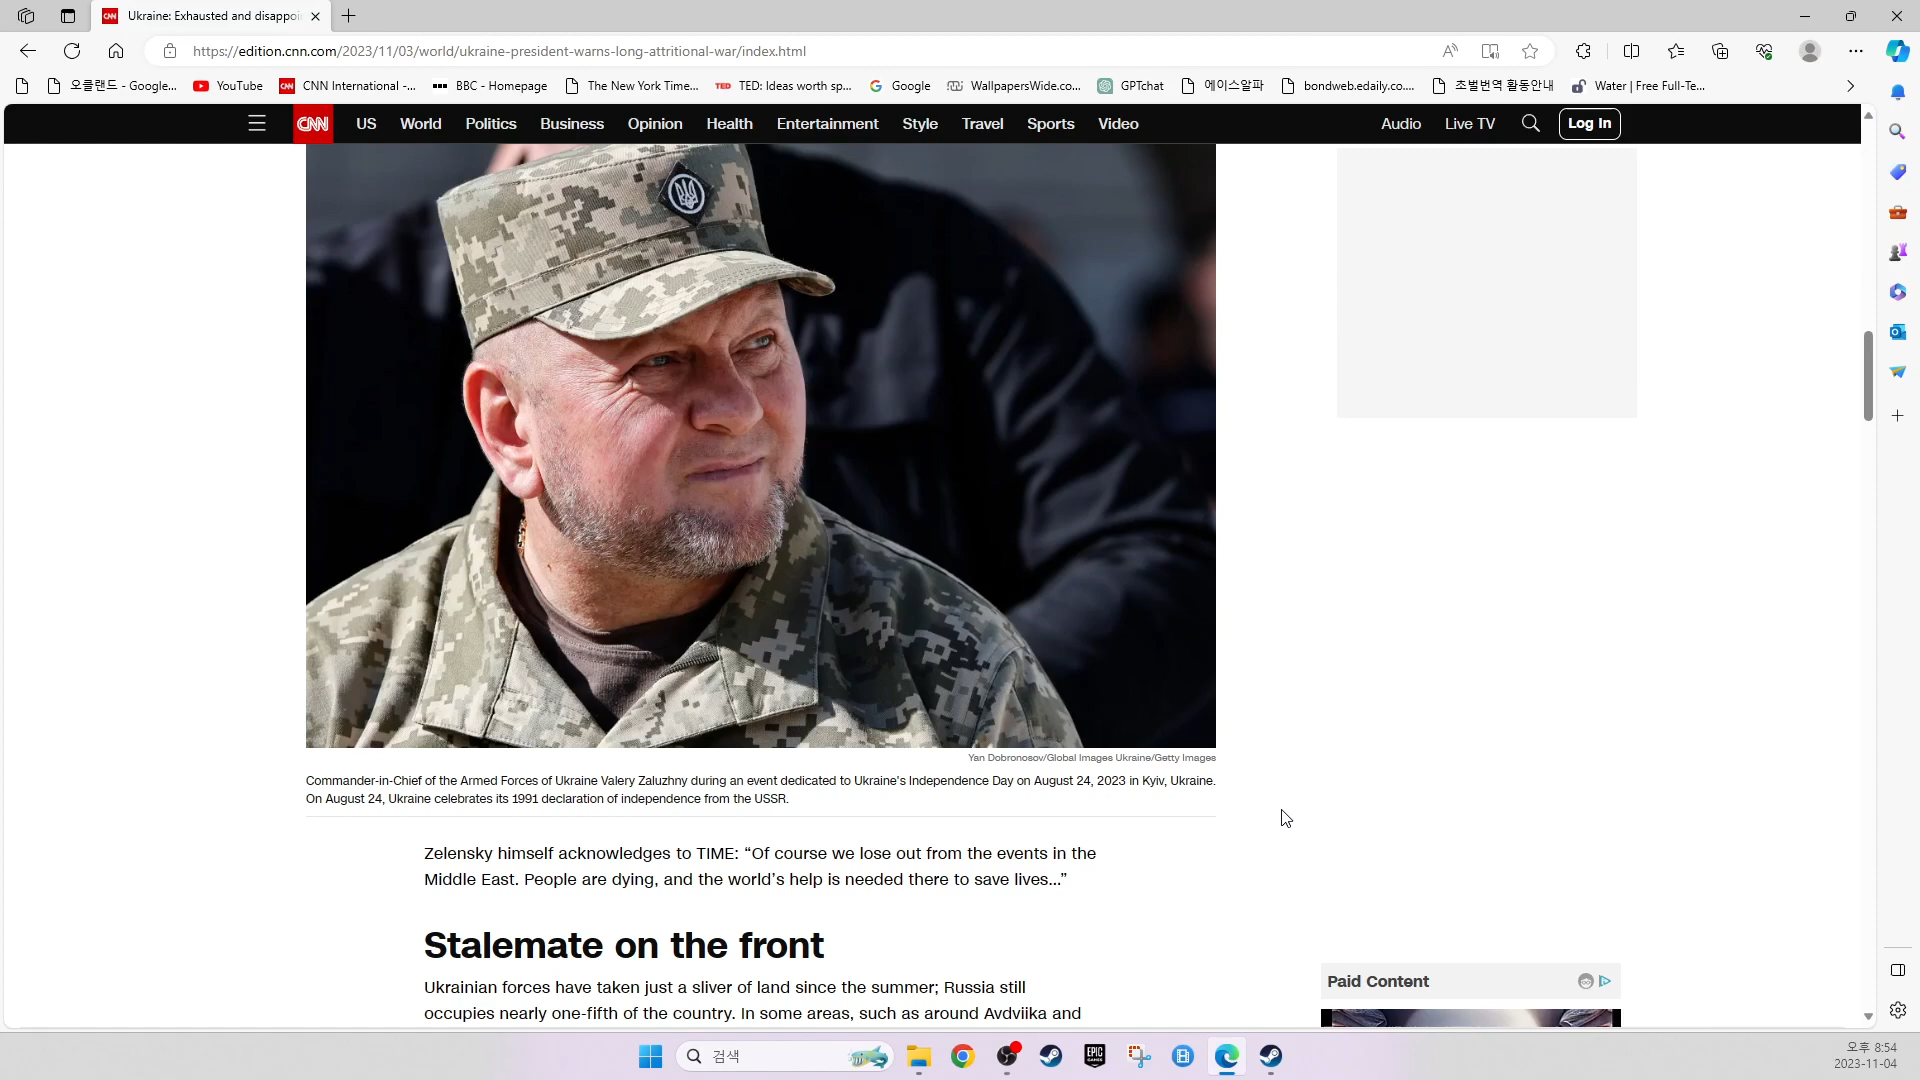 Ukraine: Exhausted and disappoi
https://edition.cnn.com/2023/11/03/world/ukraine-president-warns-long-attritional-war/index.html
오클랜드 - Google... YouTube CNN International -... BBC - Homepage The New York Time... TED: Ideas worth sp... Google WallpapersWide.co... GPTchat 에이스알파 bondweb.edaily.co.... 초벌번역 활동안내 Water | Free Full-Te...
CNN US World Politics Business Opinion Health Entertainment Style Travel Sports Video Audio Live TV Log In
Yan Dobronosov/Global Images Ukraine/Getty Images
Commander-in-Chief of the Armed Forces of Ukraine Valery Zaluzhny during an event dedicated to Ukraine's Independence Day on August 24, 2023 in Kyiv, Ukraine.
On August 24, Ukraine celebrates its 1991 declaration of independence from the USSR.
Zelensky himself acknowledges to TIME: “Of course we lose out from the events in the
Middle East. People are dying, and the world’s help is needed there to save lives...”
Stalemate on the front
Ukrainian forces have taken just a sliver of land since the summer; Russia still
occupies nearly one-fifth of the country. In some areas, such as around Avdviika and
Paid Content
검색
EPIC GAMES
오후 8:54
2023-11-04